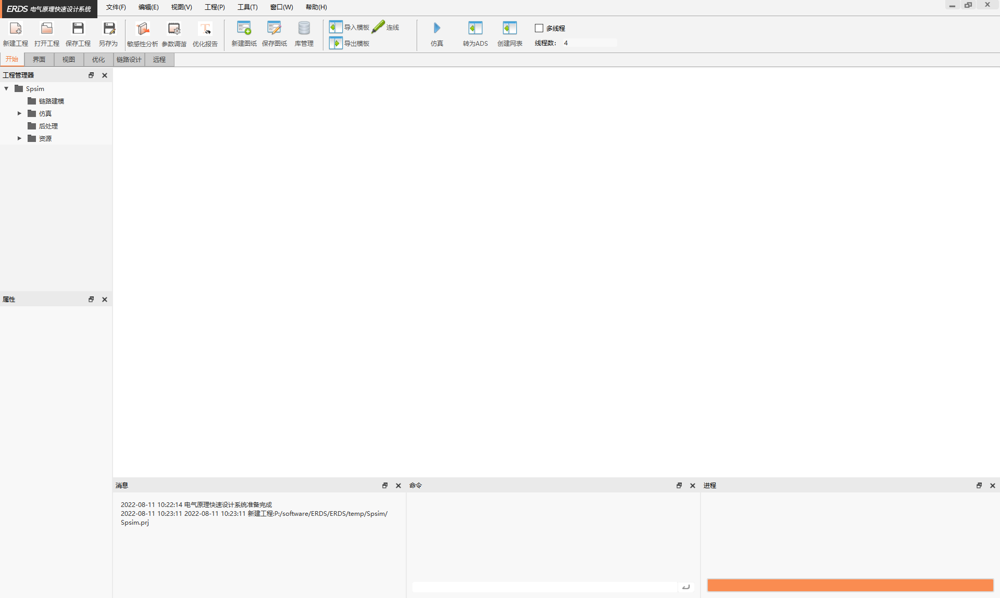 ERDS 电气原理快速设计系统
文件(F) 编辑(E) 视图(V) 工程(P) 工具(T) 窗口(W) 帮助(H)
新建工程 打开工程 保存工程 另存为 敏感性分析 参数调谐 优化报告 新建图纸 保存图纸 库管理
导入模板 连线
导出模板
仿真 转为ADS 创建网表
多线程
线程数: 4
开始 界面 视图 优化 链路设计 远程
工程管理器
Spsim
链路建模
仿真
后处理
资源
属性
消息
2022-08-11 10:22:14 电气原理快速设计系统准备完成
2022-08-11 10:23:11 2022-08-11 10:23:11 新建工程:P:/software/ERDS/ERDS/temp/Spsim/
Spsim.prj
命令
进程